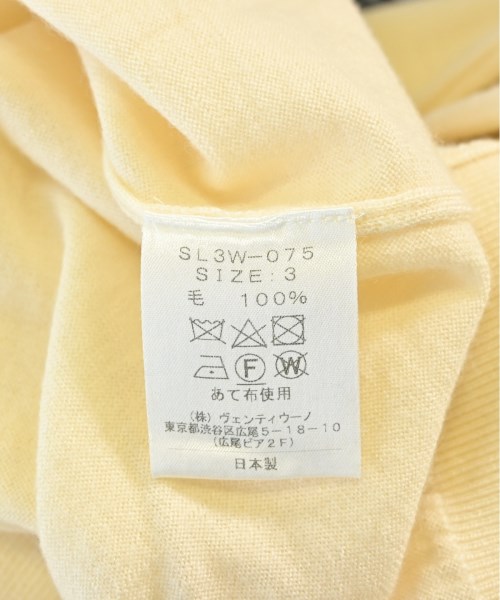 SL3W-075
SIZE:3
毛 100%
F W
あて布使用
(株) ヴェンティウーノ
東京都渋谷区広尾5-18-10
(広尾ピア2F)
日本製